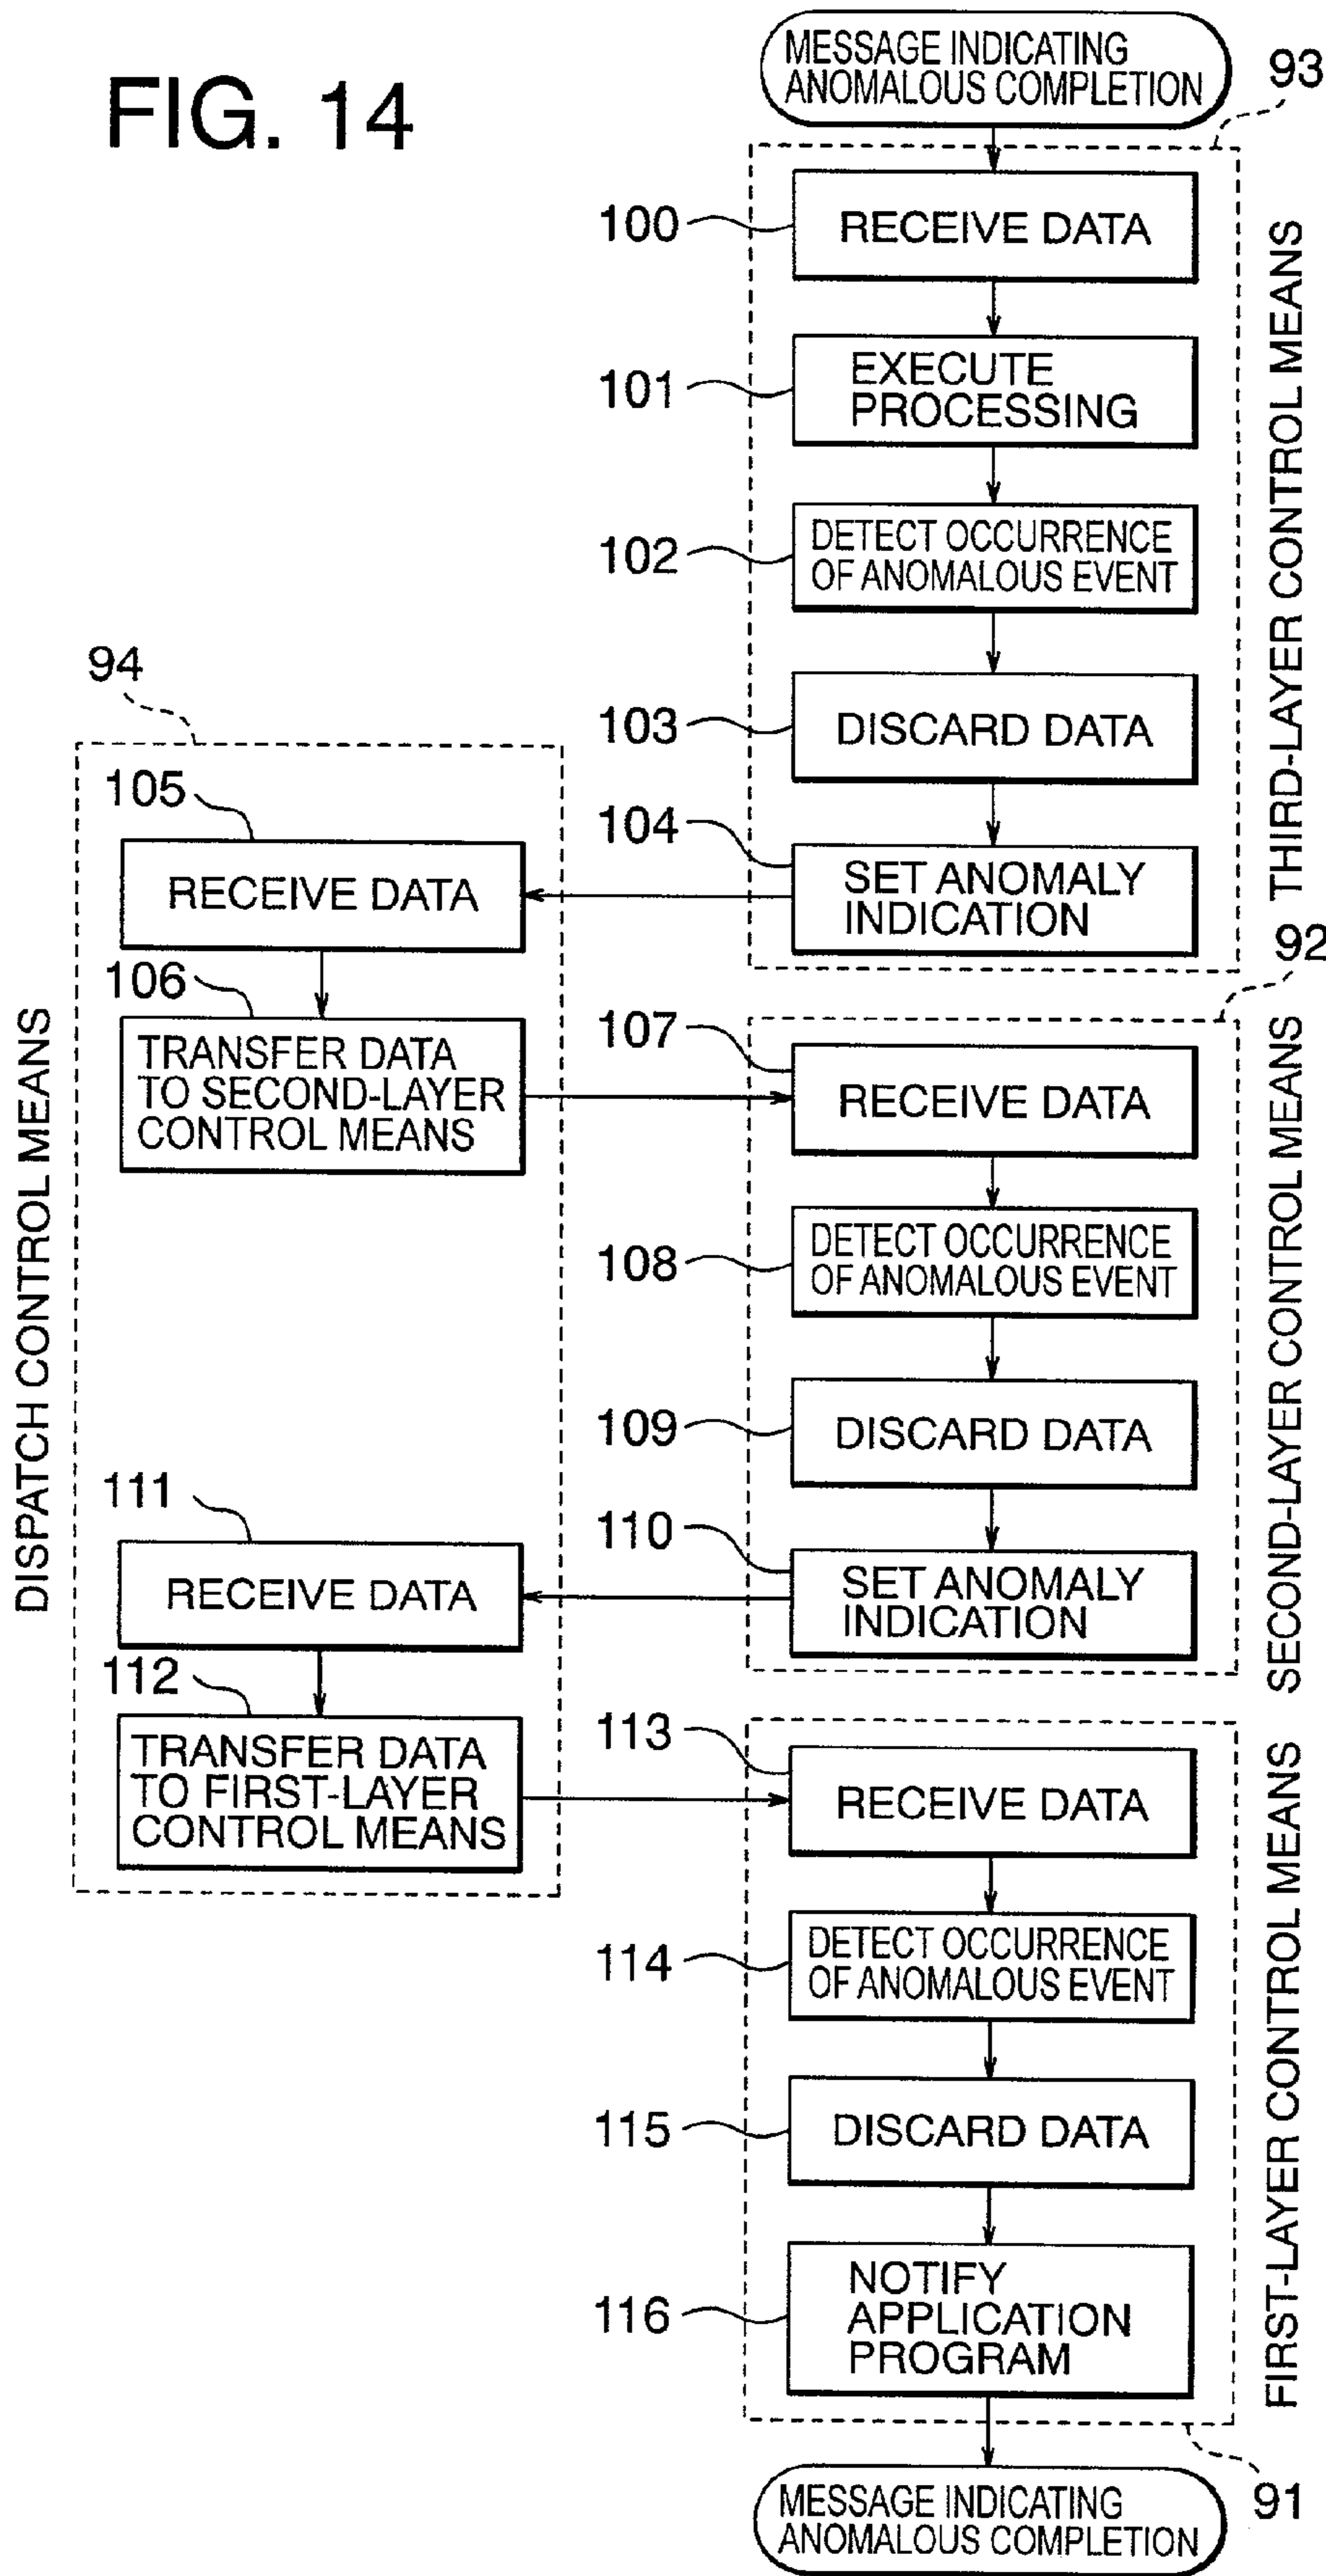 FIG. 14
MESSAGE INDICATING
ANOMALOUS COMPLETION
93
THIRD-LAYER CONTROL MEANS
100
RECEIVE DATA
101
EXECUTE
PROCESSING
102
DETECT OCCURRENCE
OF ANOMALOUS EVENT
103
DISCARD DATA
104
SET ANOMALY
INDICATION
94
DISPATCH CONTROL MEANS
105
RECEIVE DATA
106
TRANSFER DATA
TO SECOND-LAYER
CONTROL MEANS
92
SECOND-LAYER CONTROL MEANS
107
RECEIVE DATA
108
DETECT OCCURRENCE
OF ANOMALOUS EVENT
109
DISCARD DATA
110
SET ANOMALY
INDICATION
111
RECEIVE DATA
112
TRANSFER DATA
TO FIRST-LAYER
CONTROL MEANS
FIRST-LAYER CONTROL MEANS
113
RECEIVE DATA
114
DETECT OCCURRENCE
OF ANOMALOUS EVENT
115
DISCARD DATA
116
NOTIFY
APPLICATION
PROGRAM
91
MESSAGE INDICATING
ANOMALOUS COMPLETION